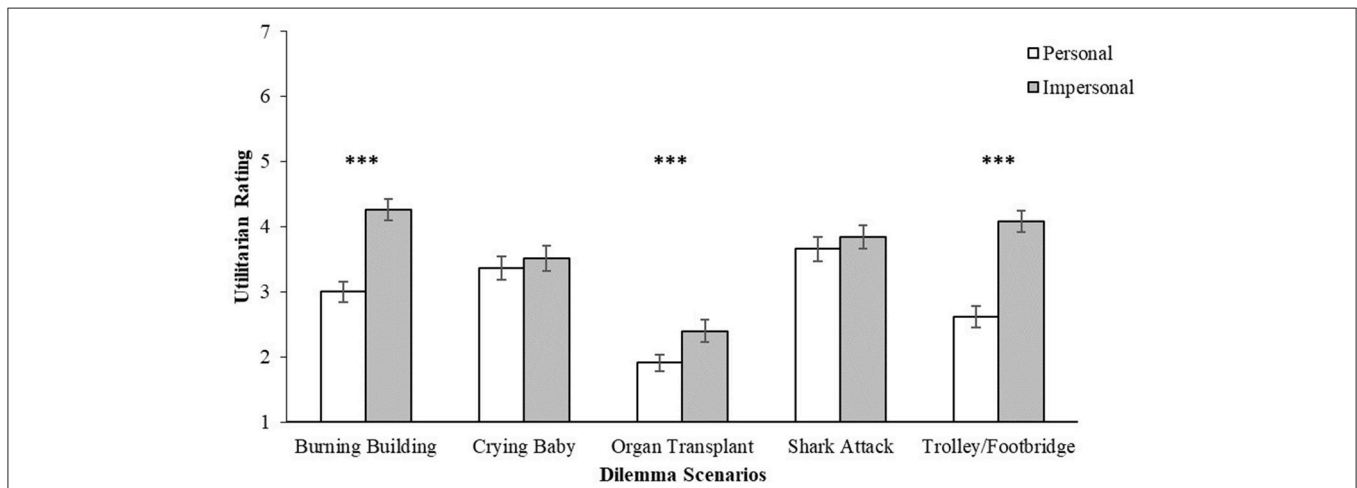 7
Personal
6
Impersonal
5
*** *** ***
4
3
2
1
Utilitarian Rating
Burning Building Crying Baby Organ Transplant Shark Attack Trolley/Footbridge
Dilemma Scenarios